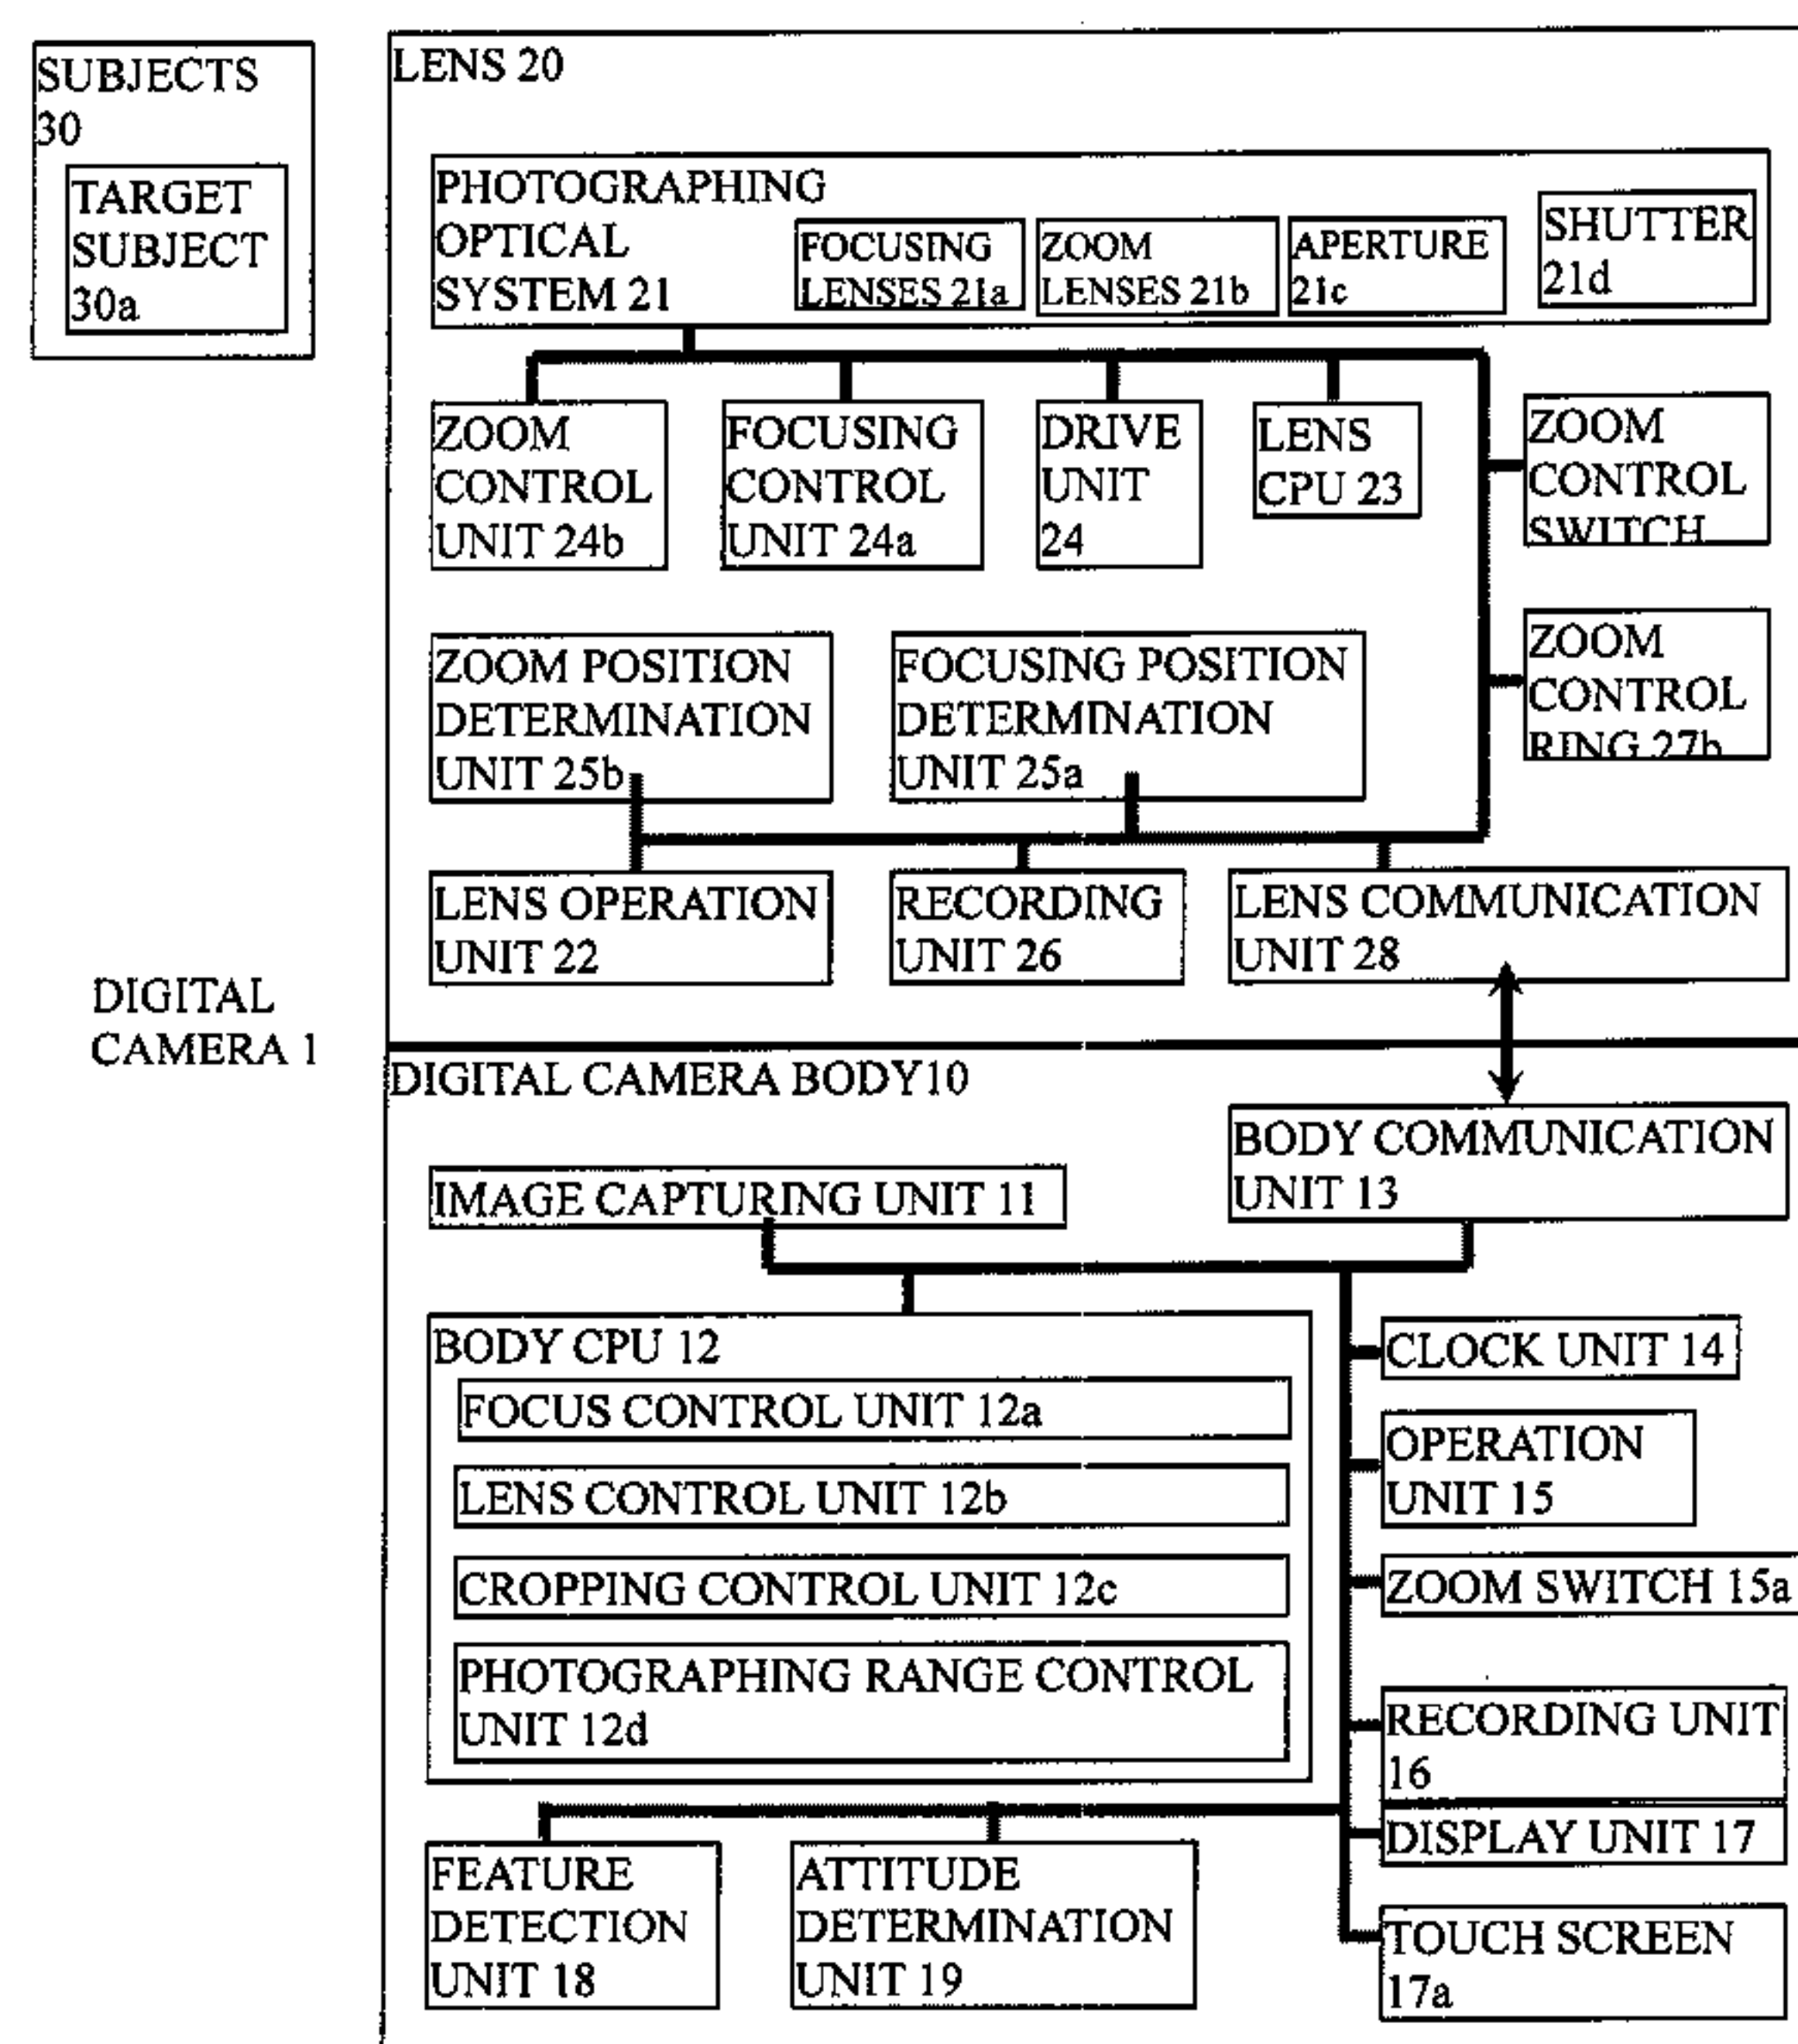 SUBJECTS
30
TARGET
SUBJECT
30a
LENS 20
PHOTOGRAPHING
OPTICAL
SYSTEM 21
FOCUSING
LENSES 21a
ZOOM
LENSES 21b
APERTURE
21c
SHUTTER
21d
ZOOM
CONTROL
UNIT 24b
FOCUSING
CONTROL
UNIT 24a
DRIVE
UNIT
24
LENS
CPU 23
ZOOM
CONTROL
SWITCH
ZOOM
CONTROL
RING 27b
ZOOM POSITION
DETERMINATION
UNIT 25b
FOCUSING POSITION
DETERMINATION
UNIT 25a
LENS OPERATION
UNIT 22
RECORDING
UNIT 26
LENS COMMUNICATION
UNIT 28
DIGITAL
CAMERA 1
DIGITAL CAMERA BODY10
BODY COMMUNICATION
UNIT 13
IMAGE CAPTURING UNIT 11
BODY CPU 12
FOCUS CONTROL UNIT 12a
LENS CONTROL UNIT 12b
CROPPING CONTROL UNIT 12c
PHOTOGRAPHING RANGE CONTROL
UNIT 12d
CLOCK UNIT 14
OPERATION
UNIT 15
ZOOM SWITCH 15a
RECORDING UNIT
16
DISPLAY UNIT 17
TOUCH SCREEN
17a
FEATURE
DETECTION
UNIT 18
ATTITUDE
DETERMINATION
UNIT 19